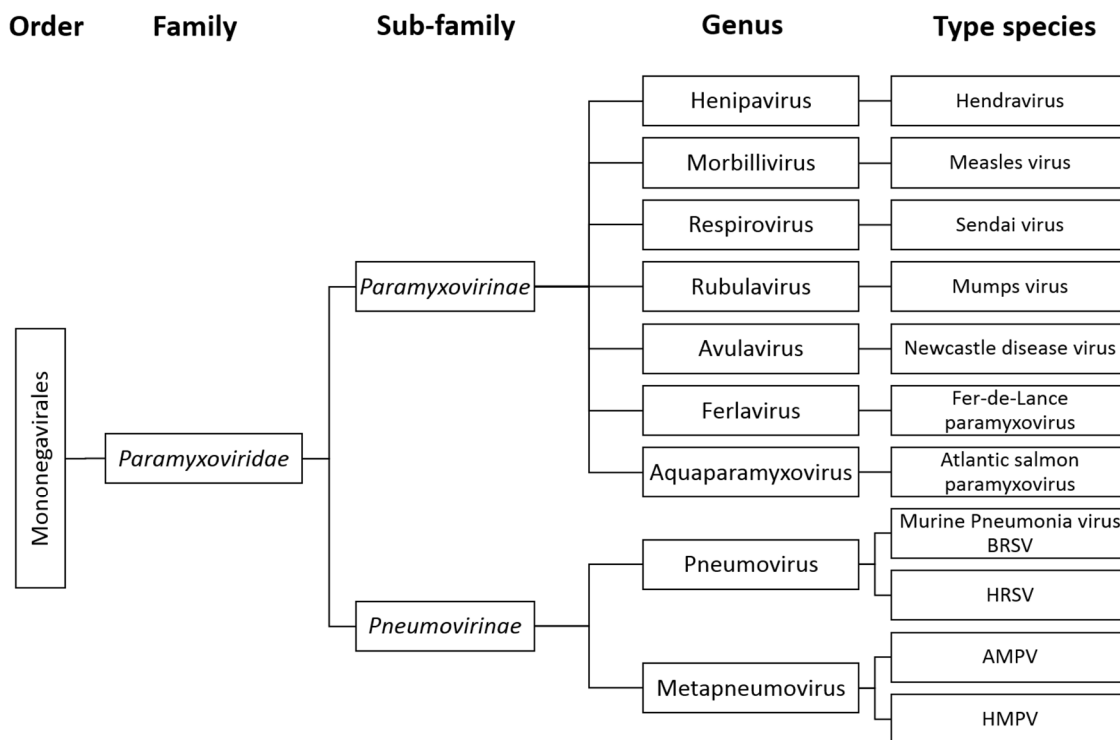 Order Family Sub-family Genus Type species
Henipavirus Hendravirus
Morbillivirus Measles virus
Respirovirus Sendai virus
Paramyxovirinae Rubulavirus Mumps virus
Avulavirus Newcastle disease virus
Ferlavirus Fer-de-Lance
paramyxovirus
Mononegavirales Paramyxoviridae Aquaparamyxovirus Atlantic salmon
paramyxovirus
Murine Pneumonia virus
BRSV
Pneumovirus
HRSV
Pneumovirinae
AMPV
Metapneumovirus
HMPV